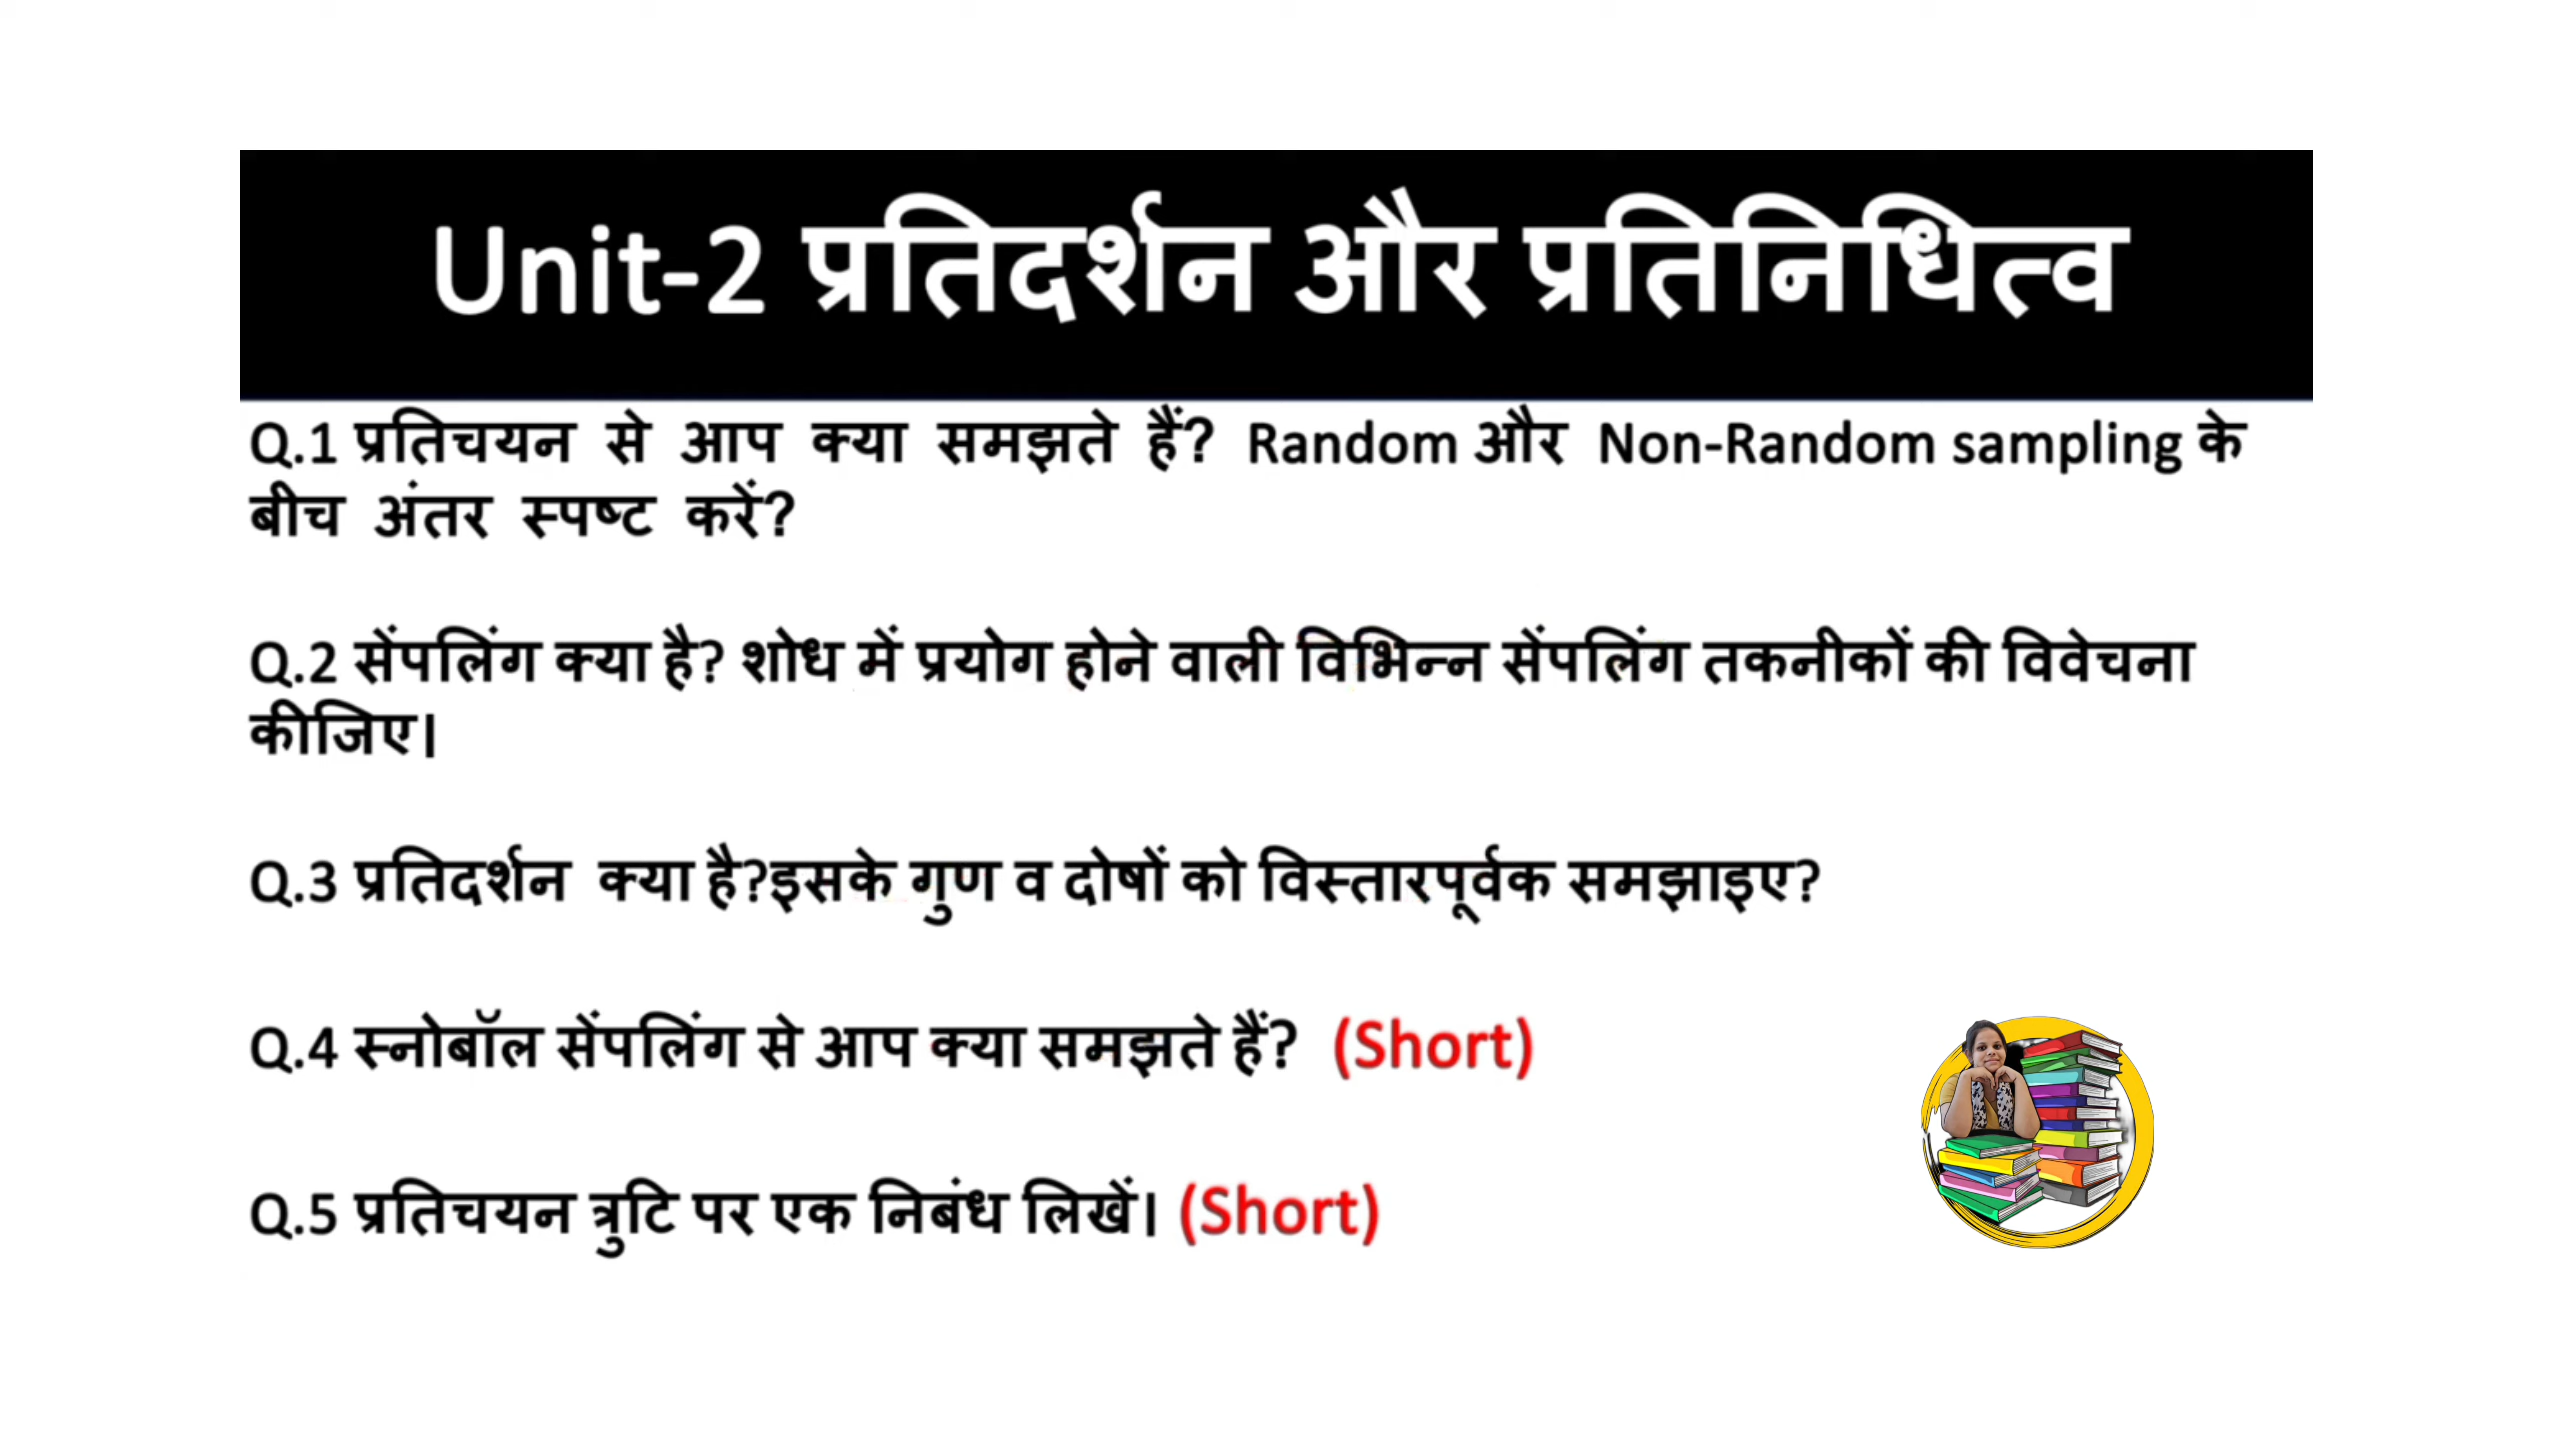 Unit-2 प्रतिदर्शन और प्रतिनिधित्व
Q.1 प्रतिचयन से आप क्या समझते हैं? Random और Non-Random sampling के
बीच अंतर स्पष्ट करें?
Q.2 सेंपलिंग क्या है? शोध में प्रयोग होने वाली विभिन्न सेंपलिंग तकनीकों की विवेचना
कीजिए।
Q.3 प्रतिदर्शन क्या है?इसके गुण व दोषों को विस्तारपूर्वक समझाइए?
Q.4 स्नोबॉल सेंपलिंग से आप क्या समझते हैं? (Short)
Q.5 प्रतिचयन त्रुटि पर एक निबंध लिखें। (Short)